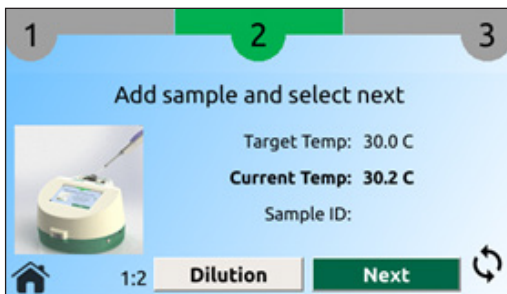 1 2 3
Add sample and select next
Target Temp: 30.0 C
Current Temp: 30.2 C
Sample ID:
1:2 Dilution Next